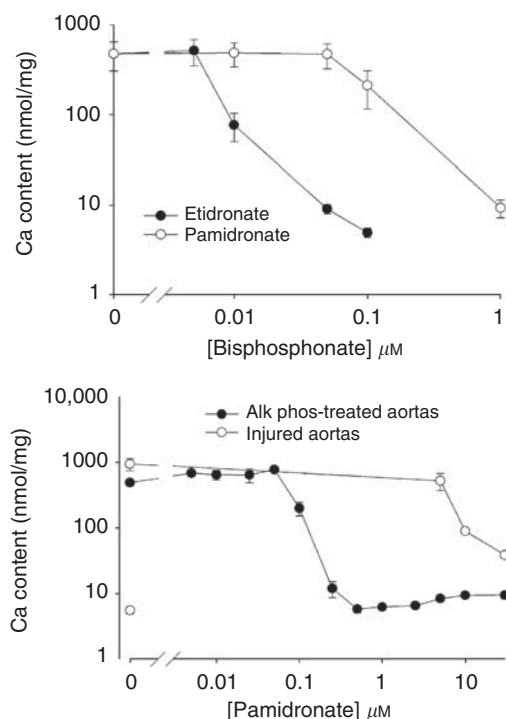 1000
100
10
1
Ca content (nmol/mg)
Etidronate
Pamidronate
0 0.01 0.1 1
[Bisphosphonate] μM
10,000
1000
100
10
1
Ca content (nmol/mg)
Alk phos-treated aortas
Injured aortas
0 0.01 0.1 1 10
[Pamidronate] μM